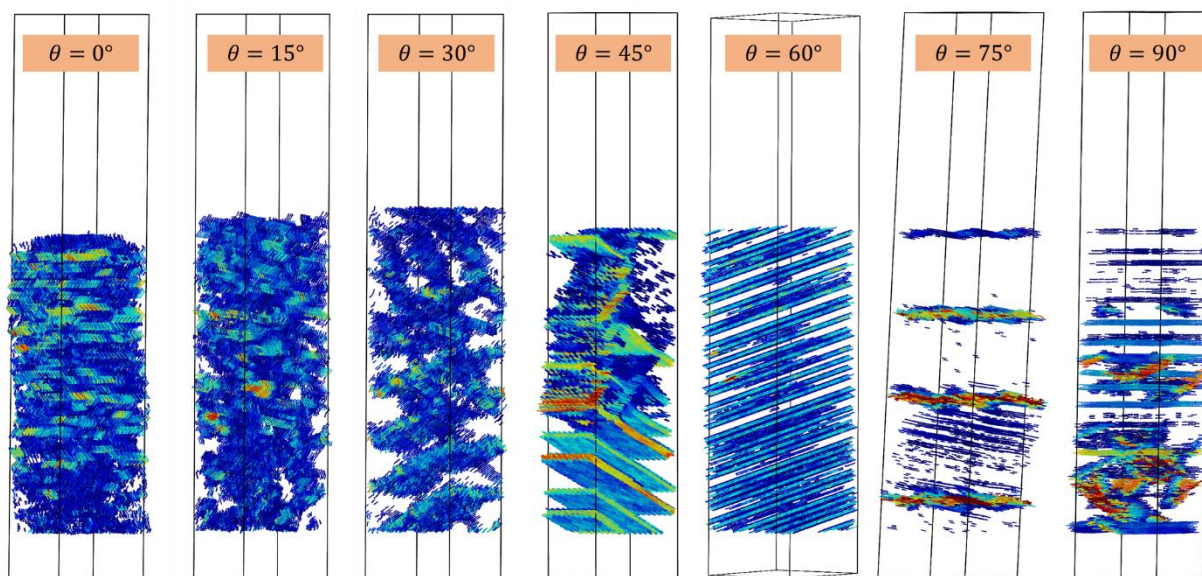 θ = 0°
θ = 15°
θ = 30°
θ = 45°
θ = 60°
θ = 75°
θ = 90°